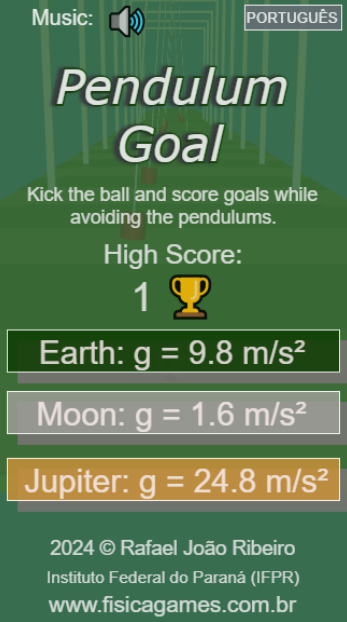 Music:
PORTUGUÊS
Pendulum
Goal
Kick the ball and score goals while
avoiding the pendulums.
High Score:
1
Earth: g = 9.8 m/s²
Moon: g = 1.6 m/s²
Jupiter: g = 24.8 m/s²
2024 © Rafael João Ribeiro
Instituto Federal do Paraná (IFPR)
www.fisicagames.com.br